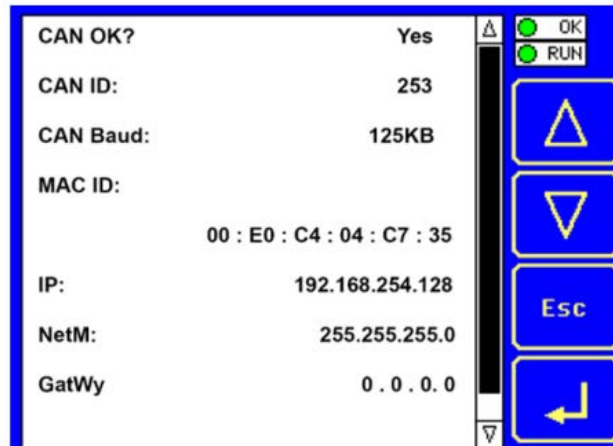 CAN OK? Yes
CAN ID: 253
CAN Baud: 125KB
MAC ID:
00 : E0 : C4 : 04 : C7 : 35
IP: 192.168.254.128
NetM: 255.255.255.0
GatWy 0 . 0 . 0. 0
OK
RUN
Esc